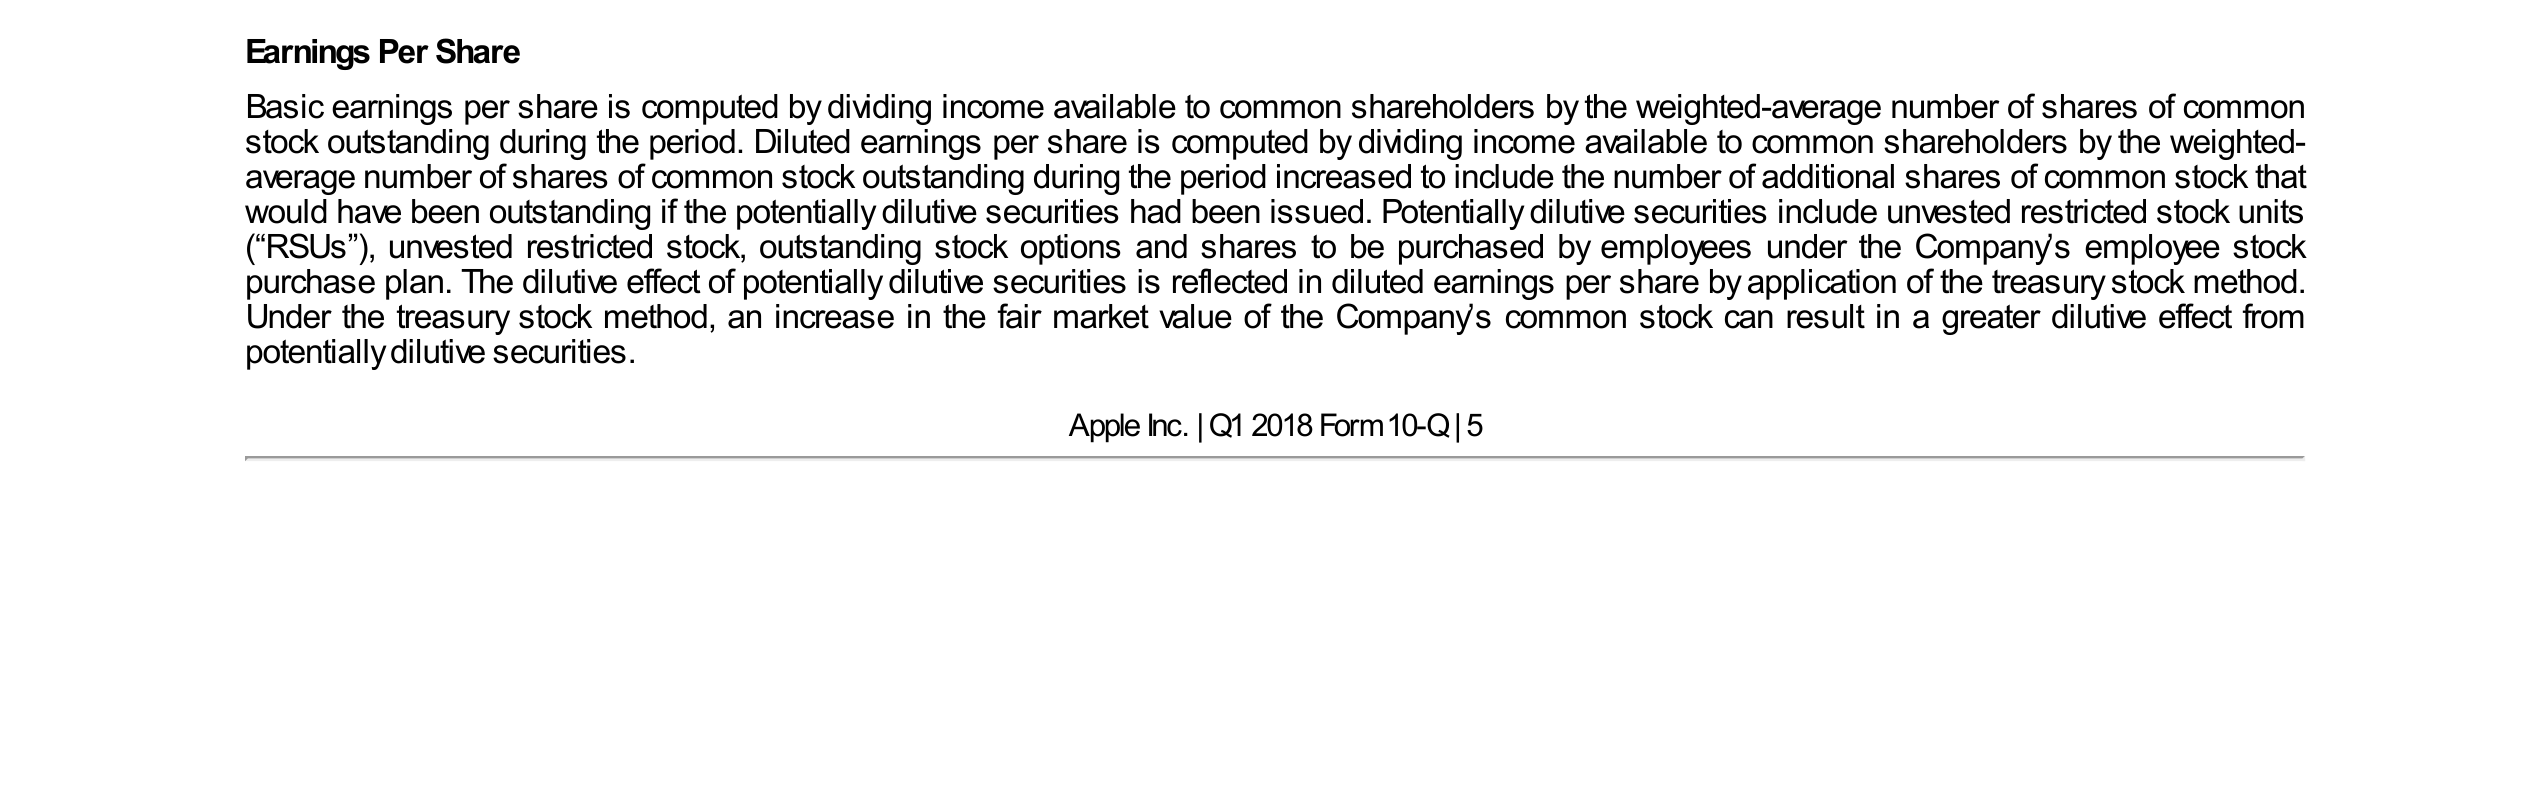 Earnings Per Share
Basic earnings per share is computed by dividing income available to common shareholders by the weighted-average number of shares of common
stock outstanding during the period. Diluted earnings per share is computed by dividing income available to common shareholders by the weighted-
average number of shares of common stock outstanding during the period increased to include the number of additional shares of common stock that
would have been outstanding if the potentially dilutive securities had been issued. Potentially dilutive securities include unvested restricted stock units
(“RSUs”), unvested restricted stock, outstanding stock options and shares to be purchased by employees under the Company’s employee stock
purchase plan. The dilutive effect of potentially dilutive securities is reflected in diluted earnings per share by application of the treasury stock method.
Under the treasury stock method, an increase in the fair market value of the Company’s common stock can result in a greater dilutive effect from
potentially dilutive securities.
Apple Inc. | Q1 2018 Form 10-Q | 5